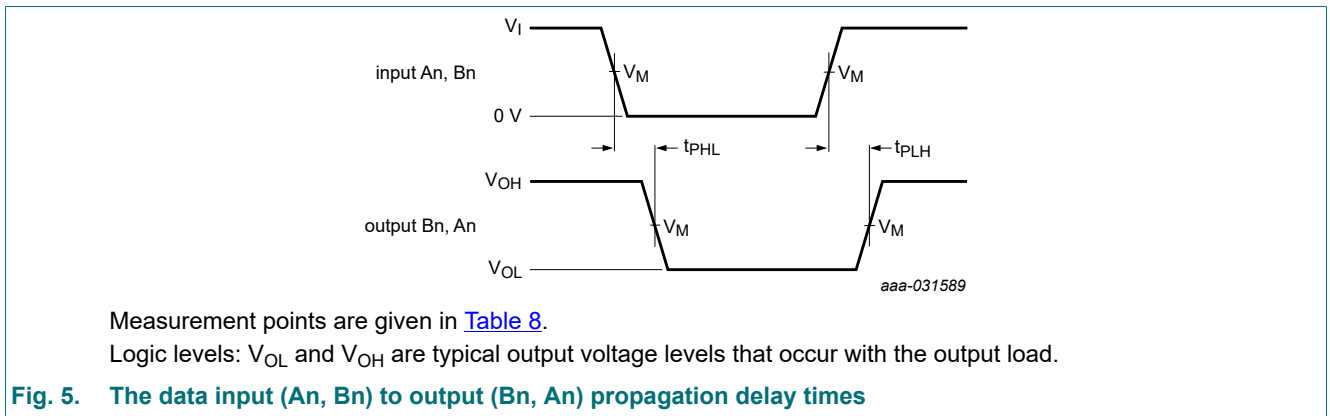 VI
input An, Bn
VM
VM
0 V
tPHL
tPLH
VOH
output Bn, An
VM
VM
VOL
aaa-031589
Measurement points are given in Table 8.
Logic levels: VOL and VOH are typical output voltage levels that occur with the output load.
Fig. 5. The data input (An, Bn) to output (Bn, An) propagation delay times